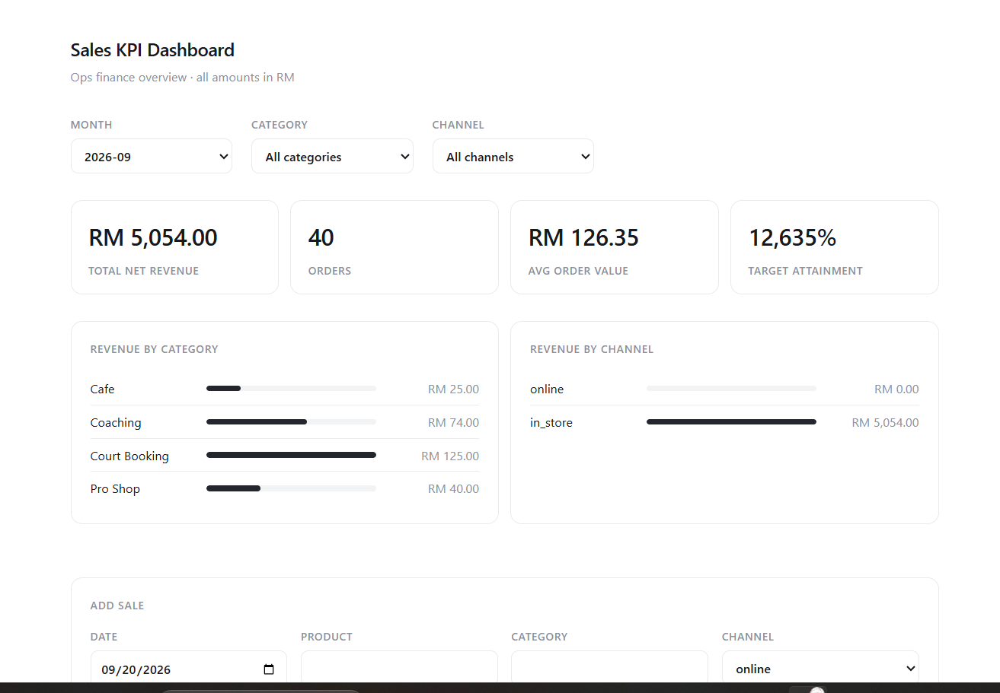 Sales KPI Dashboard
Ops finance overview · all amounts in RM
MONTH CATEGORY CHANNEL
2026-09 All categories All channels
RM 5,054.00 40 RM 126.35 12,635%
TOTAL NET REVENUE ORDERS AVG ORDER VALUE TARGET ATTAINMENT
REVENUE BY CATEGORY
Cafe RM 25.00
Coaching RM 74.00
Court Booking RM 125.00
Pro Shop RM 40.00
REVENUE BY CHANNEL
online RM 0.00
in_store RM 5,054.00
ADD SALE
DATE PRODUCT CATEGORY CHANNEL
09/20/2026 online